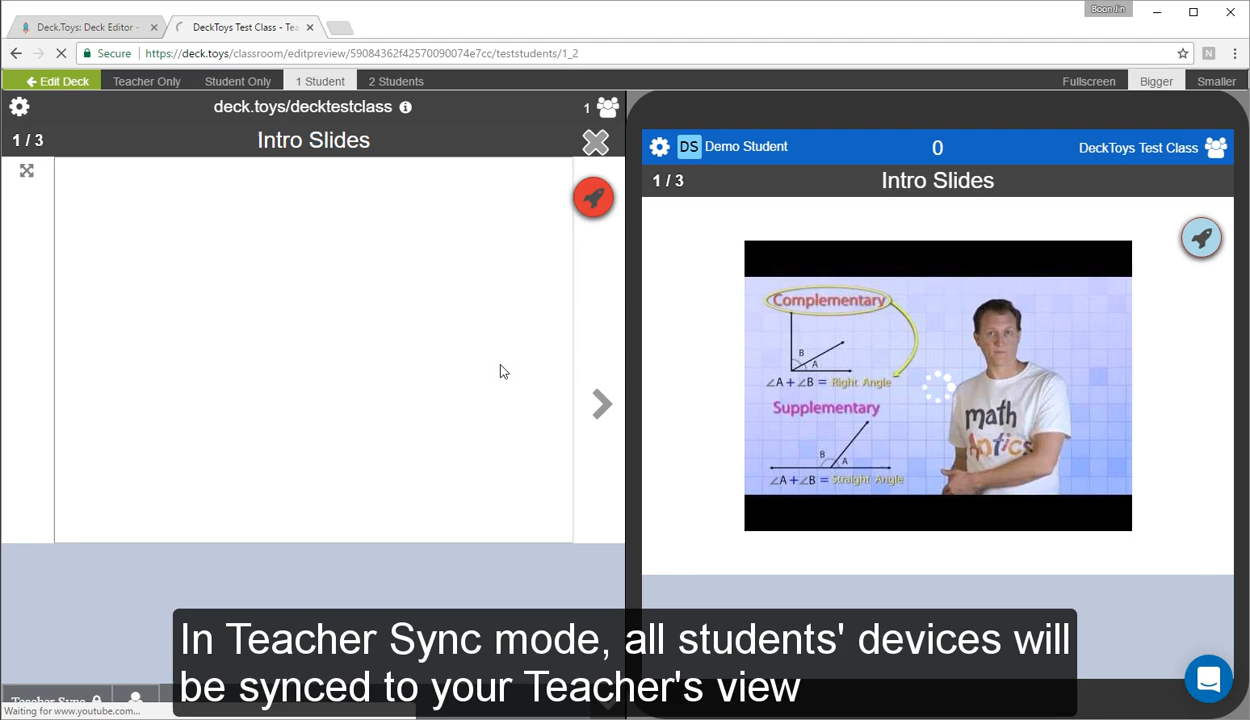 Boon Jin
Deck.Toys: Deck Editor -
DeckToys Test Class - Tea
Secure https://deck.toys/classroom/editpreview/59084362f42570090074e7cc/teststudents/1_2
N
Edit Deck Teacher Only Student Only 1 Student 2 Students Fullscreen Bigger Smaller
deck.toys/decktestclass
1
1 / 3 Intro Slides
DS Demo Student 0 DeckToys Test Class
1 / 3 Intro Slides
Complementary
B
A
∠A + ∠B = Right Angle
Supplementary
B
A
∠A + ∠B = Straight Angle
math
Antics
In Teacher Sync mode, all students' devices will
be synced to your Teacher's view
Teacher Sync
Waiting for www.youtube.com...